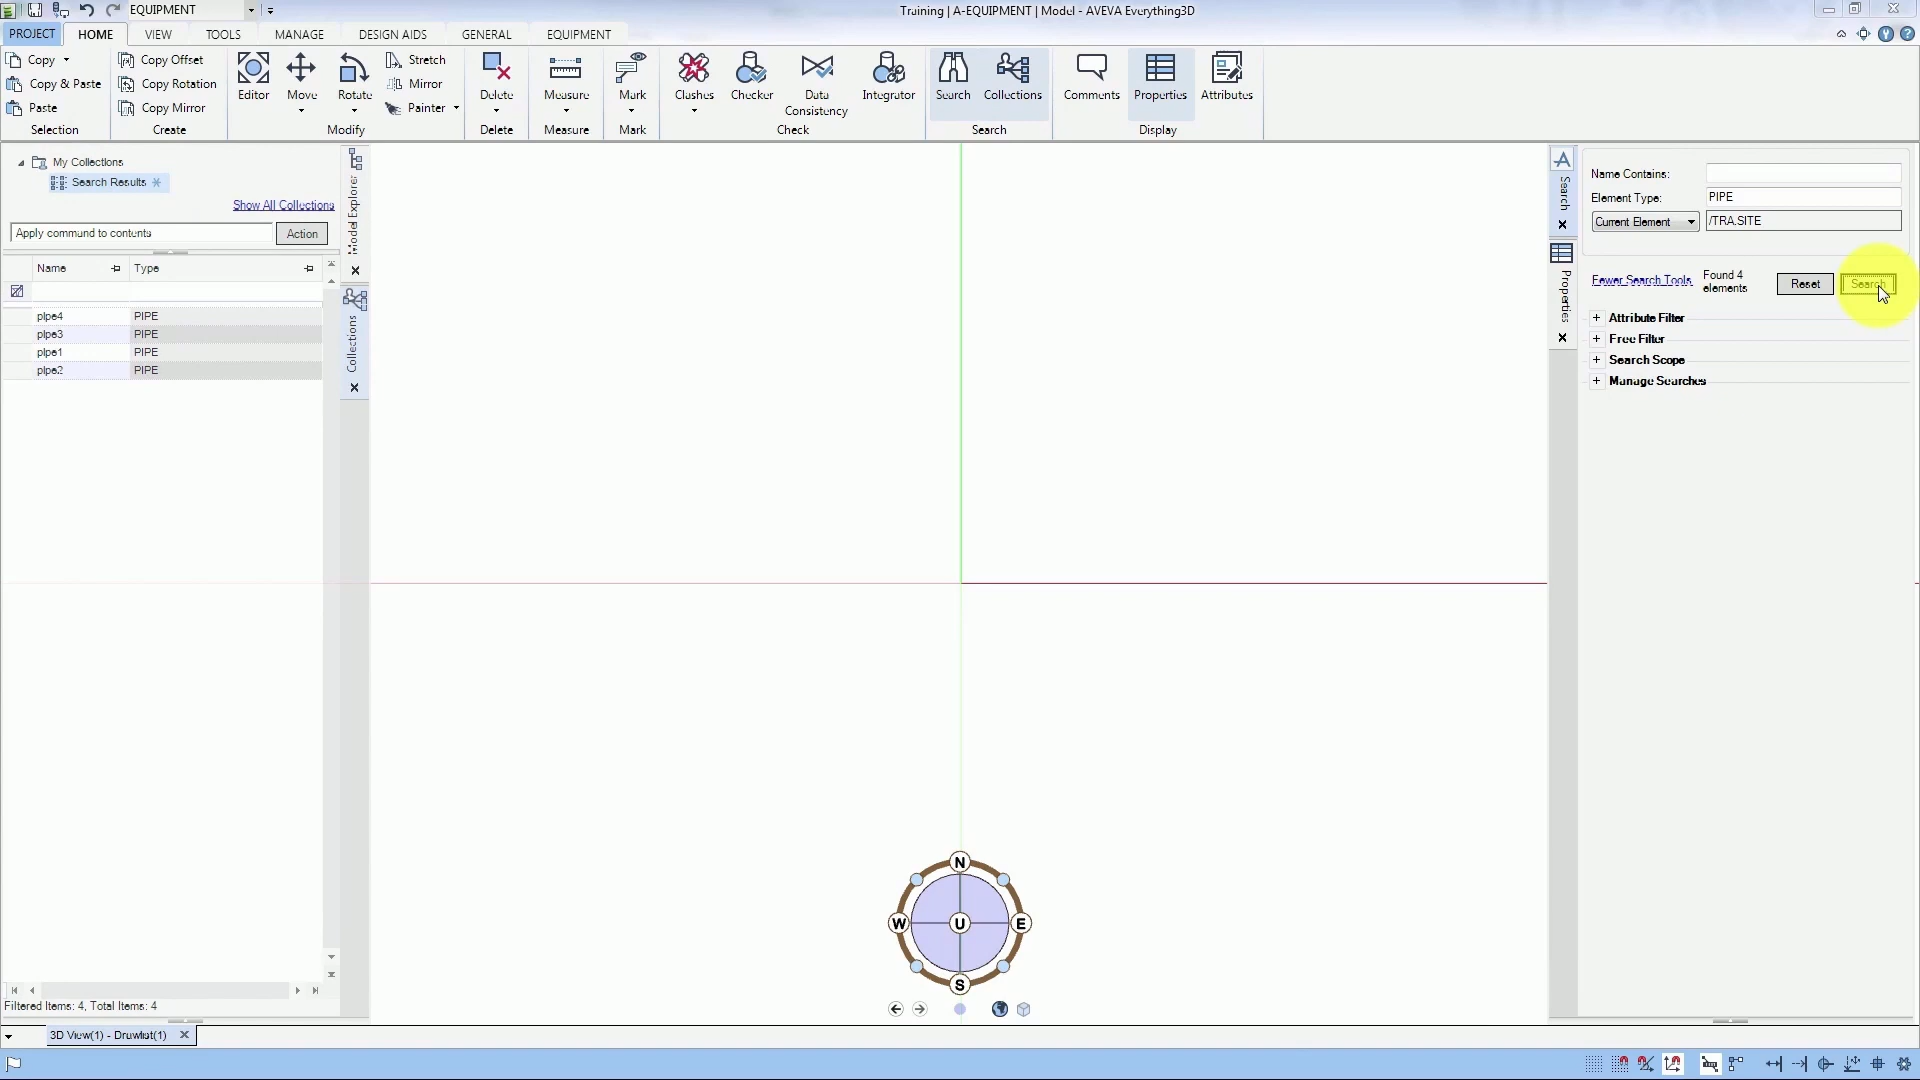 EQUIPMENT
Training | A-EQUIPMENT | Model - AVEVA Everything3D
PROJECT HOME VIEW TOOLS MANAGE DESIGN AIDS GENERAL EQUIPMENT
Copy
Copy & Paste
Paste
Selection
Copy Offset
Copy Rotation
Copy Mirror
Create
Editor
Move
Rotate
Stretch
Mirror
Painter
Modify
Delete
Delete
Measure
Measure
Mark
Mark
Clashes
Checker
Data
Consistency
Integrator
Check
Search
Collections
Search
Comments
Properties
Attributes
Display
My Collections
Search Results
Show All Collections
Apply command to contents
Action
Name Type
pipe4 PIPE
pipe3 PIPE
pipe1 PIPE
pipe2 PIPE
Filtered Items: 4, Total Items: 4
Model Explorer
Collections
N
W U E
S
Search
Properties
Name Contains:
Element Type: PIPE
Current Element /TRA.SITE
Fewer Search Tools
Found 4
elements
Reset
Search
Attribute Filter
Free Filter
Search Scope
Manage Searches
3D View(1) - Drawlist(1)